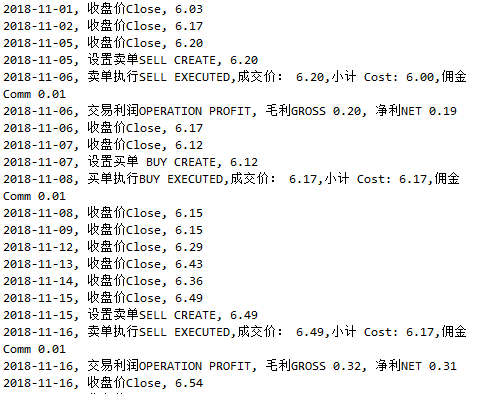 2018-11-01, 收盘价Close, 6.03
2018-11-02, 收盘价Close, 6.17
2018-11-05, 收盘价Close, 6.20
2018-11-05, 设置卖单SELL CREATE, 6.20
2018-11-06, 卖单执行SELL EXECUTED,成交价： 6.20,小计 Cost: 6.00,佣金
Comm 0.01
2018-11-06, 交易利润OPERATION PROFIT, 毛利GROSS 0.20, 净利NET 0.19
2018-11-06, 收盘价Close, 6.17
2018-11-07, 收盘价Close, 6.12
2018-11-07, 设置买单 BUY CREATE, 6.12
2018-11-08, 买单执行BUY EXECUTED,成交价： 6.17,小计 Cost: 6.17,佣金
Comm 0.01
2018-11-08, 收盘价Close, 6.15
2018-11-09, 收盘价Close, 6.15
2018-11-12, 收盘价Close, 6.29
2018-11-13, 收盘价Close, 6.43
2018-11-14, 收盘价Close, 6.36
2018-11-15, 收盘价Close, 6.49
2018-11-15, 设置卖单SELL CREATE, 6.49
2018-11-16, 卖单执行SELL EXECUTED,成交价： 6.49,小计 Cost: 6.17,佣金
Comm 0.01
2018-11-16, 交易利润OPERATION PROFIT, 毛利GROSS 0.32, 净利NET 0.31
2018-11-16, 收盘价Close, 6.54